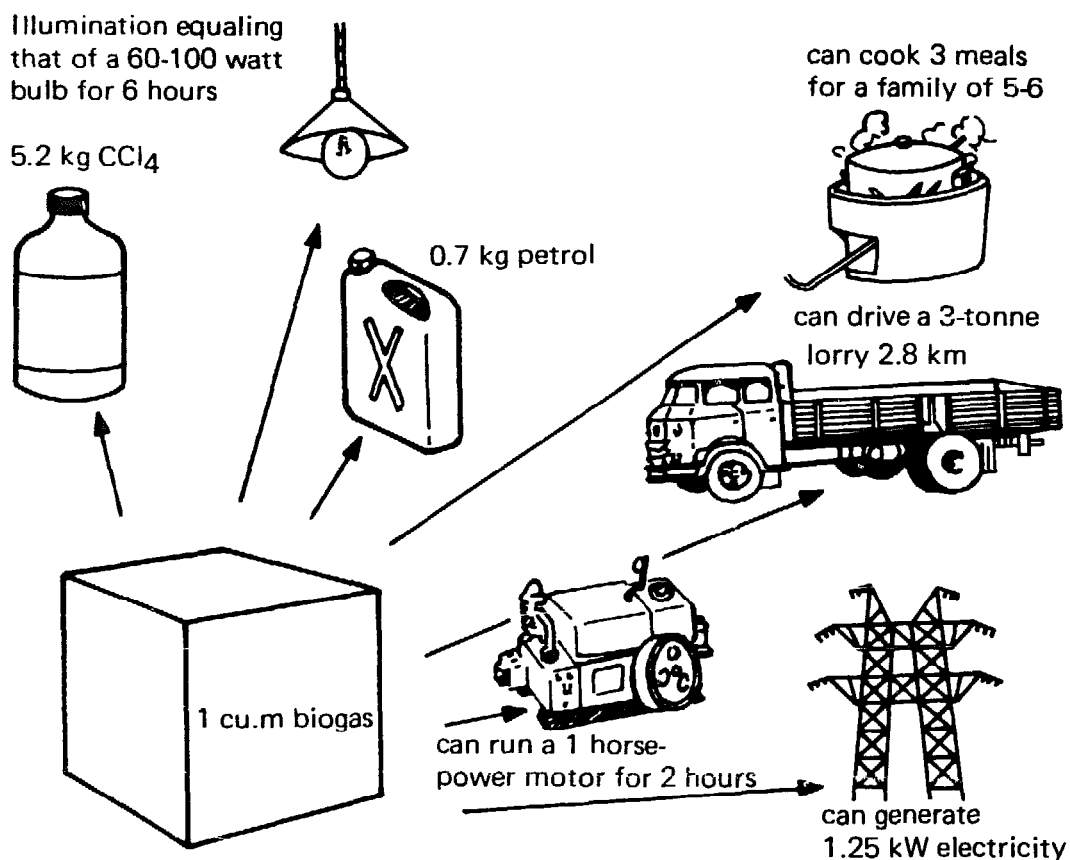 Illumination equaling
that of a 60-100 watt
bulb for 6 hours
5.2 kg CCl4
0.7 kg petrol
can cook 3 meals
for a family of 5-6
can drive a 3-tonne
lorry 2.8 km
1 cu.m biogas
can run a 1 horse-
power motor for 2 hours
can generate
1.25 kW electricity